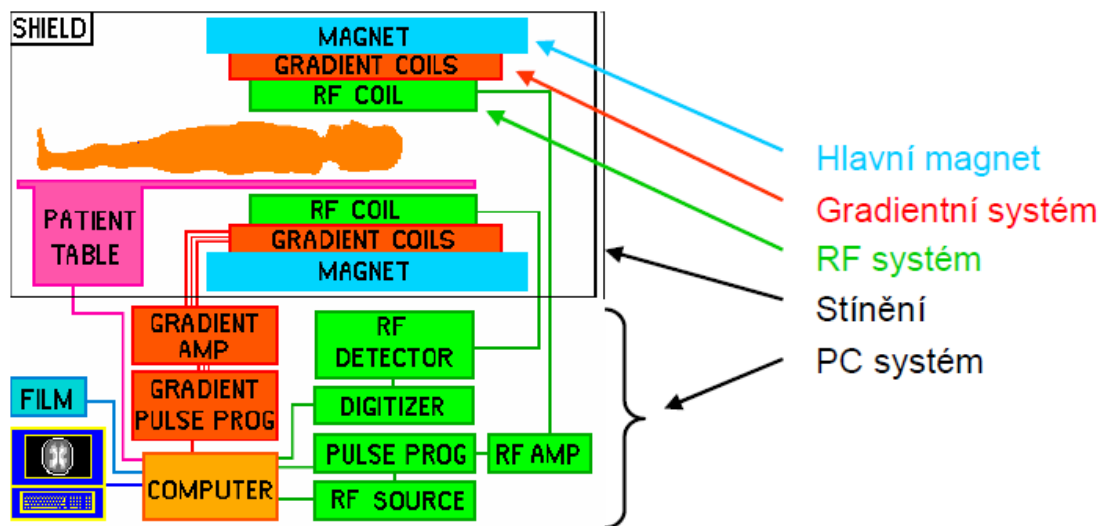 SHIELD
MAGNET
GRADIENT COILS
RF COIL
PATIENT
TABLE
RF COIL
GRADIENT COILS
MAGNET
GRADIENT
AMP
RF
DETECTOR
FILM
GRADIENT
PULSE PROG
DIGITIZER
PULSE PROG
RF AMP
COMPUTER
RF SOURCE
Hlavní magnet
Gradientní systém
RF systém
Stínění
PC systém